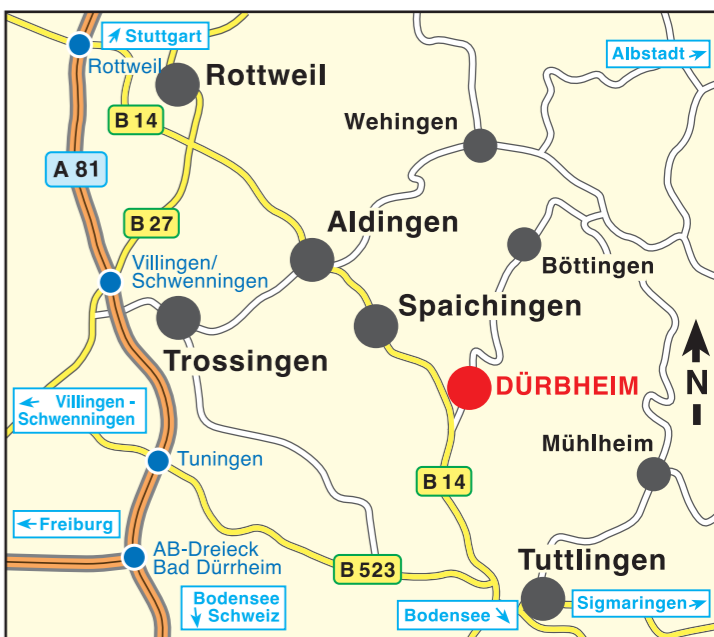 Stuttgart
Albstadt
Rottweil
Rottweil
B 14
Wehingen
A 81
B 27
Aldingen
Böttingen
Villingen/
Schwenningen
Spaichingen
Trossingen
DÜRBHEIM
N
Villingen -
Schwenningen
Mühlheim
Tuningen
B 14
Freiburg
AB-Dreieck
Bad Dürrheim
B 523
Tuttlingen
Bodensee
Schweiz
Bodensee
Sigmaringen